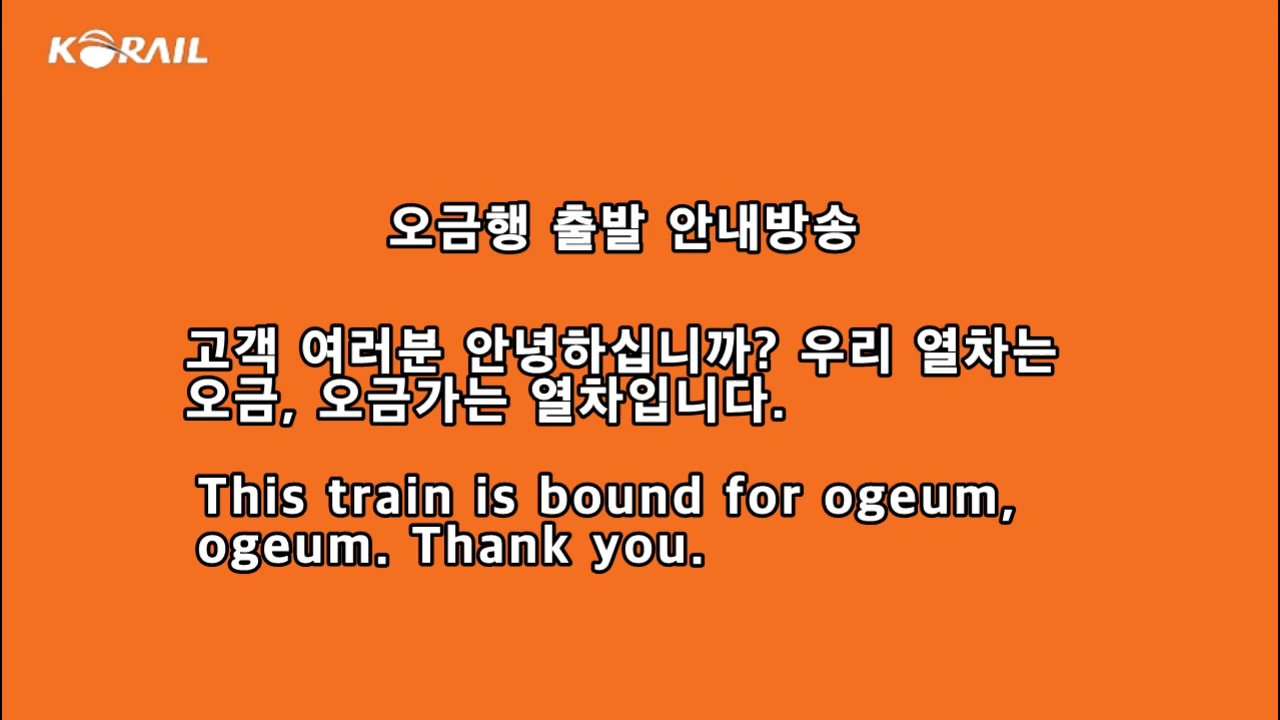 KORAIL
오금행 출발 안내방송
고객 여러분 안녕하십니까? 우리 열차는
오금, 오금가는 열차입니다.
This train is bound for ogeum,
ogeum. Thank you.